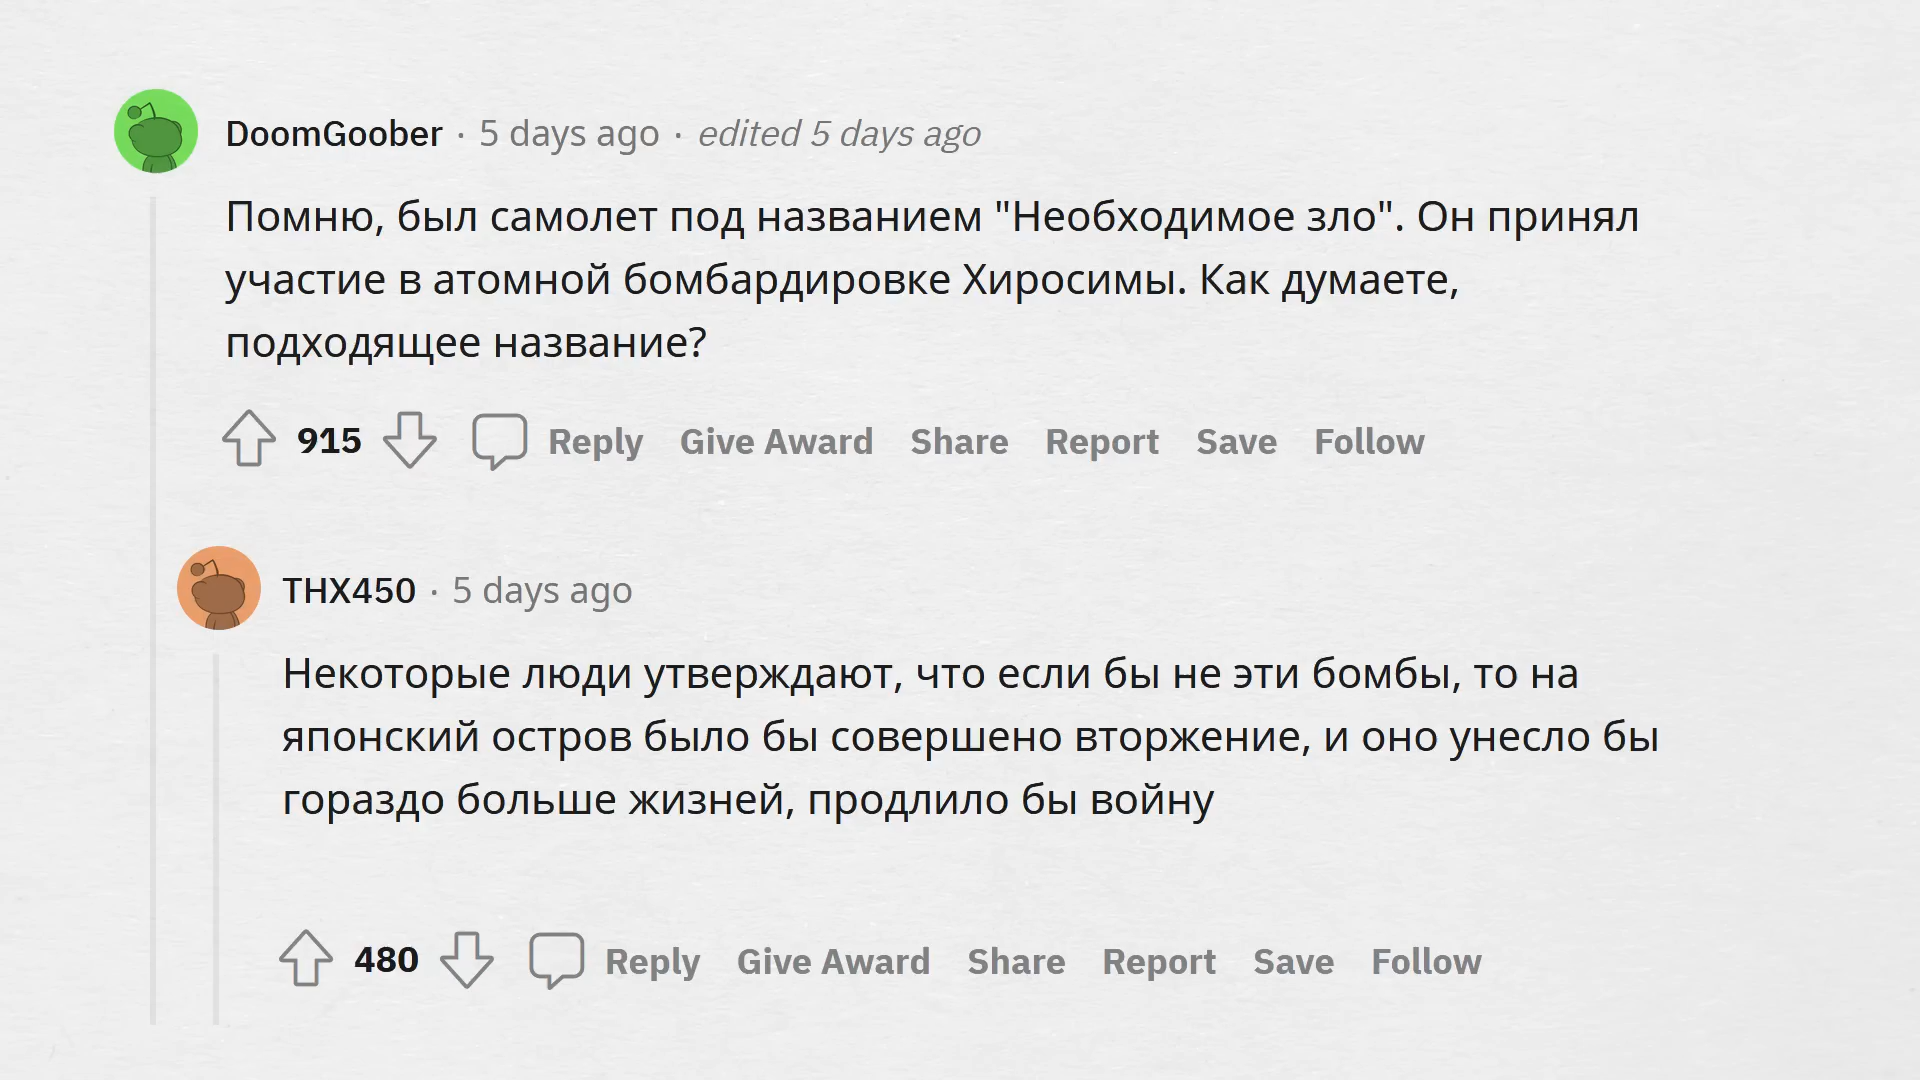 DoomGoober · 5 days ago · edited 5 days ago
Помню, был самолет под названием "Необходимое зло". Он принял
участие в атомной бомбардировке Хиросимы. Как думаете,
подходящее название?
915 Reply Give Award Share Report Save Follow
THX450 · 5 days ago
Некоторые люди утверждают, что если бы не эти бомбы, то на
японский остров было бы совершено вторжение, и оно унесло бы
гораздо больше жизней, продлило бы войну
480 Reply Give Award Share Report Save Follow